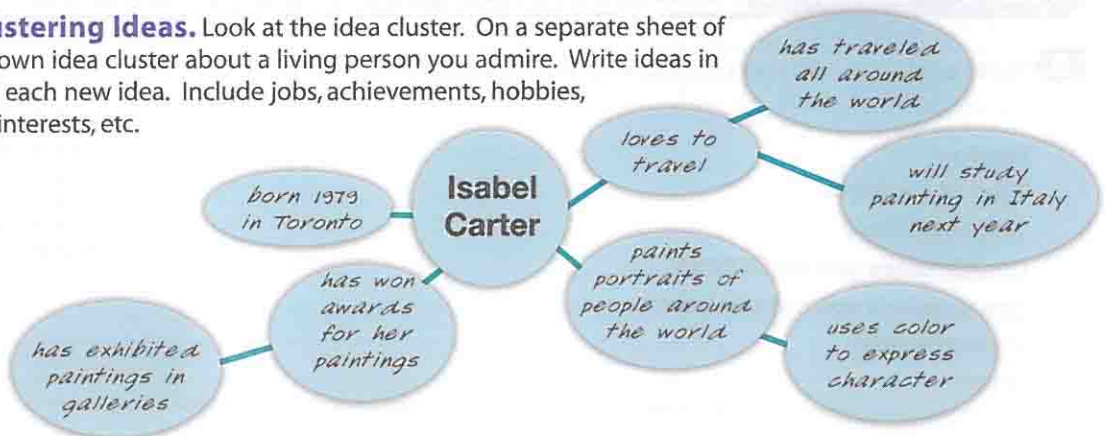 ustering Ideas. Look at the idea cluster. On a separate sheet of
own idea cluster about a living person you admire. Write ideas in
each new idea. Include jobs, achievements, hobbies,
interests, etc.
has traveled
all around
the world
loves to
travel
will study
painting in Italy
next year
Isabel
Carter
born 1979
in Toronto
paints
portraits of
people around
the world
has won
awards
for her
paintings
uses color
to express
character
has exhibited
paintings in
galleries